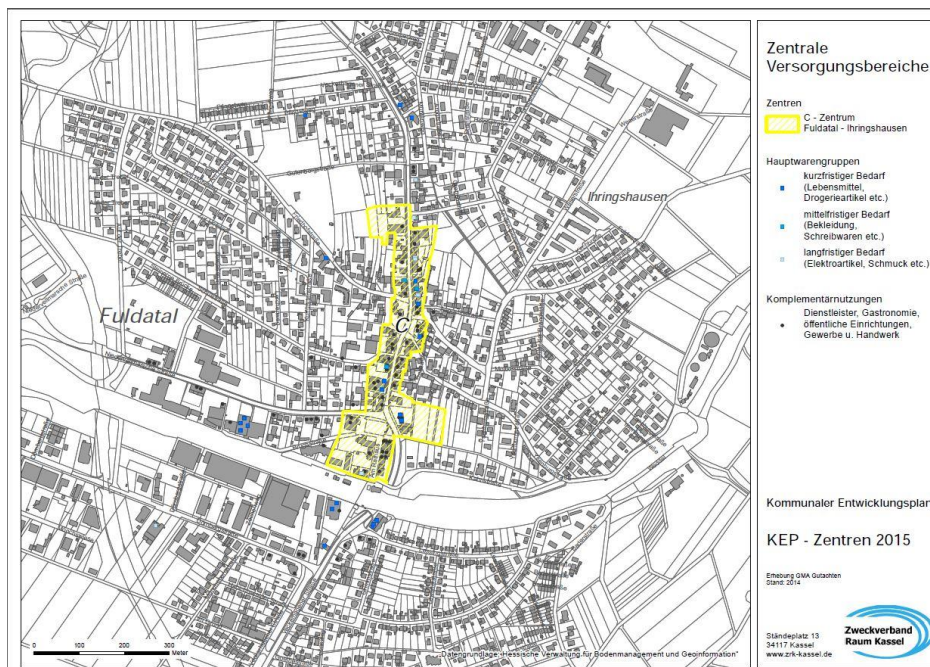 Zentrale
Versorgungsbereiche
Zentren
C - Zentrum
Fuldatal - Ihringshausen
Hauptwarengruppen
kurzfristiger Bedarf
(Lebensmittel,
Drogerieartikel etc.)
mittelfristiger Bedarf
(Bekleidung,
Schreibwaren etc.)
langfristiger Bedarf
(Elektroartikel, Schmuck etc.)
Komplementärnutzungen
Dienstleister, Gastronomie,
öffentliche Einrichtungen,
Gewerbe u. Handwerk
Kommunaler Entwicklungsplan
KEP - Zentren 2015
Erhebung GMA Gutachten
Stand: 2014
Ständeplatz 13
34117 Kassel
www.zrk-kassel.de
Zweckverband
Raum Kassel
Ihringshausen
Fuldatal
C
0 100 200 300
Meter
"Datengrundlage: Hessische Verwaltung für Bodenmanagement und Geoinformation"